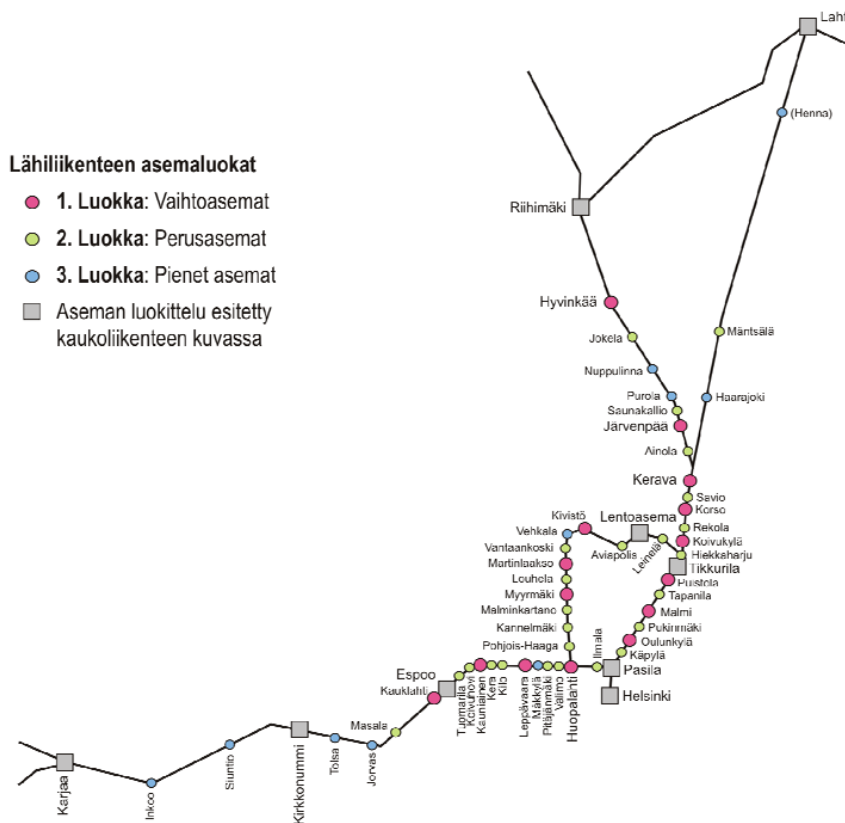 Lahti
(Henna)
Lähiliikenteen asemaluokat
1. Luokka: Vaihtoasemat
2. Luokka: Perusasemat
3. Luokka: Pienet asemat
Aseman luokittelu esitetty
kaukoliikenteen kuvassa
Riihimäki
Hyvinkää
Jokela
Mäntsälä
Nuppulinna
Purola
Haarajoki
Saunakallio
Järvenpää
Ainola
Kerava
Savio
Korso
Kivistö
Lentoasema
Rekola
Vehkala
Koivukylä
Vantaankoski
Aviapolis
Leinelä
Hiekkaharju
Martinlaakso
Tikkurila
Louhela
Puistola
Myyrmäki
Tapanila
Malminkartano
Malmi
Kannelmäki
Pukinmäki
Oulunkylä
Pohjois-Haaga
Ilmala
Käpylä
Espoo
Pasila
Kauklahti
Tuomarila
Koivuhovi
Kauniainen
Kera
Kilo
Leppävaara
Mäkkylä
Pitäjänmäki
Valimo
Huopalahti
Helsinki
Masala
Karjaa
Inkoo
Siuntio
Kirkkonummi
Tolsa
Jorvas